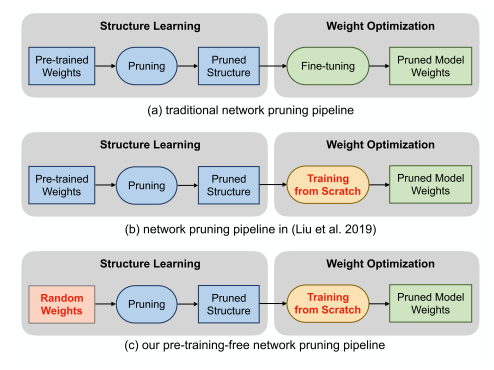 Structure Learning
Weight Optimization
Pre-trained
Weights
Pruning
Pruned
Structure
Fine-tuning
Pruned Model
Weights
(a) traditional network pruning pipeline
Structure Learning
Weight Optimization
Pre-trained
Weights
Pruning
Pruned
Structure
Training
from Scratch
Pruned Model
Weights
(b) network pruning pipeline in (Liu et al. 2019)
Structure Learning
Weight Optimization
Random
Weights
Pruning
Pruned
Structure
Training
from Scratch
Pruned Model
Weights
(c) our pre-training-free network pruning pipeline